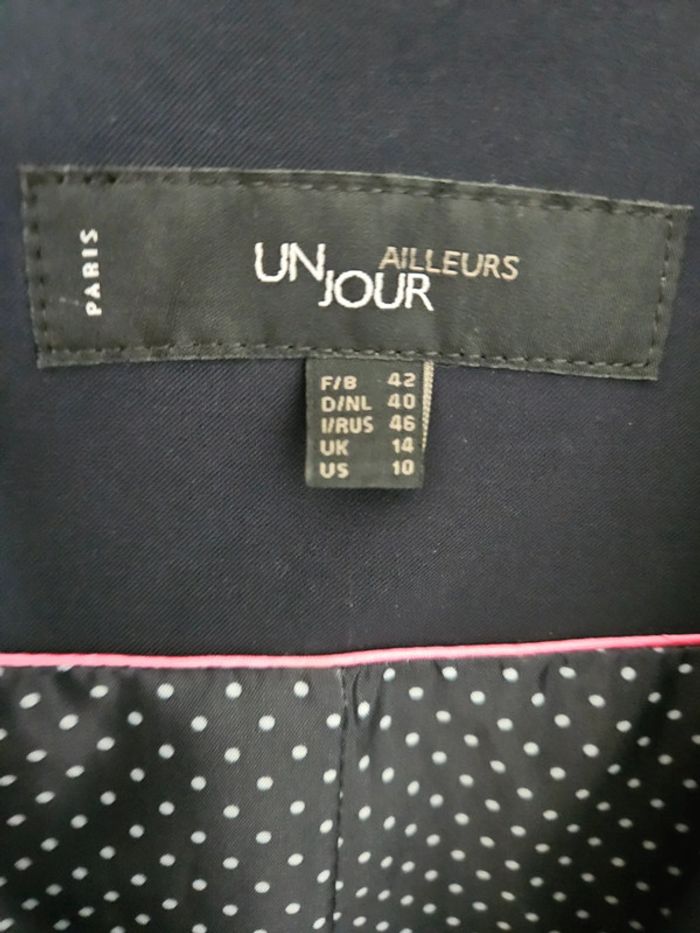 PARIS
UN JOUR AILLEURS
F/B 42
D/NL 40
I/RUS 46
UK 14
US 10